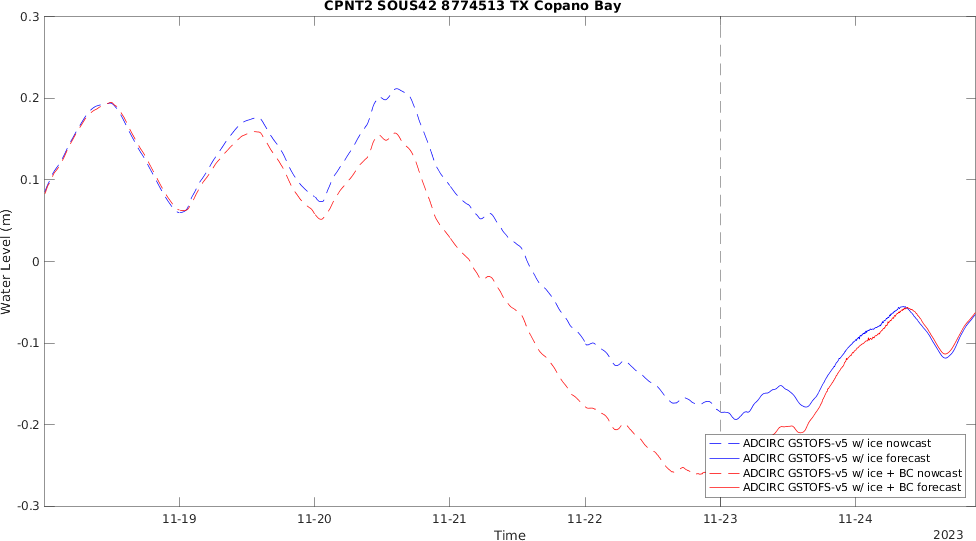 CPNT2 SOUS42 8774513 TX Copano Bay
0.3
0.2
0.1
0
-0.1
-0.2
-0.3
Water Level (m)
11-19
11-20
11-21
11-22
11-23
11-24
Time
2023
ADCIRC GSTOFS-v5 w/ ice nowcast
ADCIRC GSTOFS-v5 w/ ice forecast
ADCIRC GSTOFS-v5 w/ ice + BC nowcast
ADCIRC GSTOFS-v5 w/ ice + BC forecast